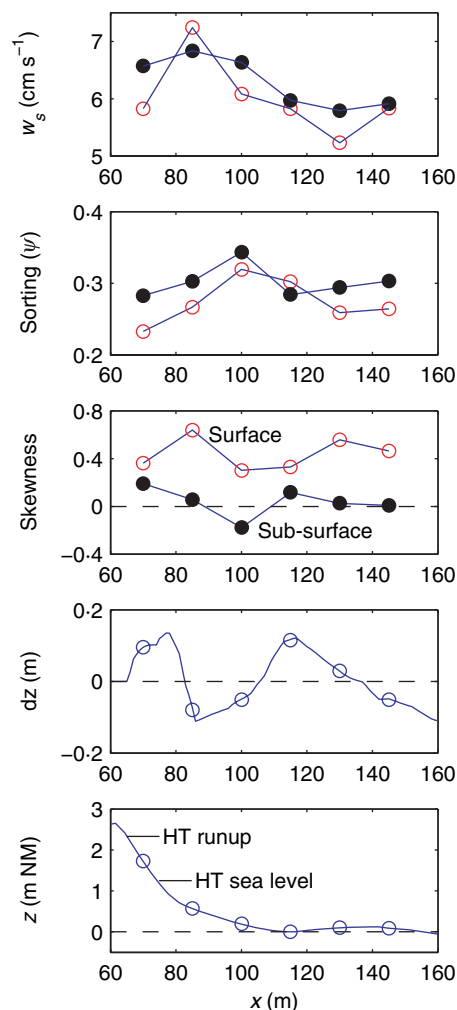 7
6
5
w_s (cm s⁻¹)
60 80 100 120 140 160
0·4
0·3
0·2
Sorting (ψ)
60 80 100 120 140 160
0·8
0·4
0
−0·4
Skewness
Surface
Sub-surface
60 80 100 120 140 160
0·2
0
−0·2
dz (m)
60 80 100 120 140 160
3
2
1
0
z (m NM)
HT runup
HT sea level
60 80 100 120 140 160
x (m)